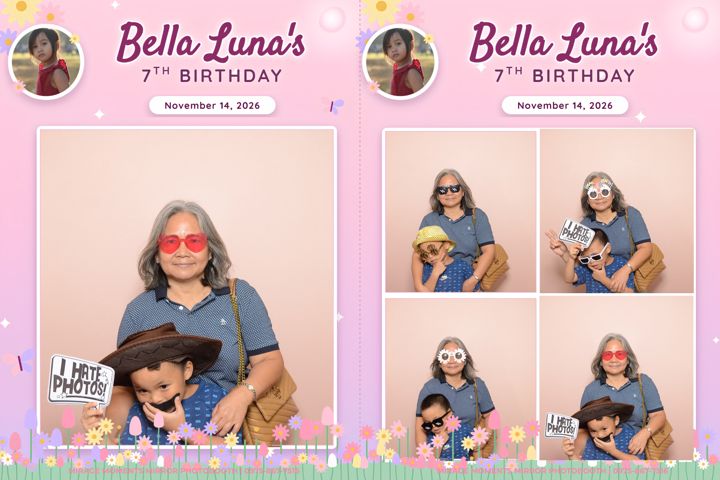 Bella Luna's
7TH BIRTHDAY
November 14, 2026
I HATE
PHOTOS!
Bella Luna's
7TH BIRTHDAY
November 14, 2026
I HATE
PHOTOS!
I HATE
PHOTOS!